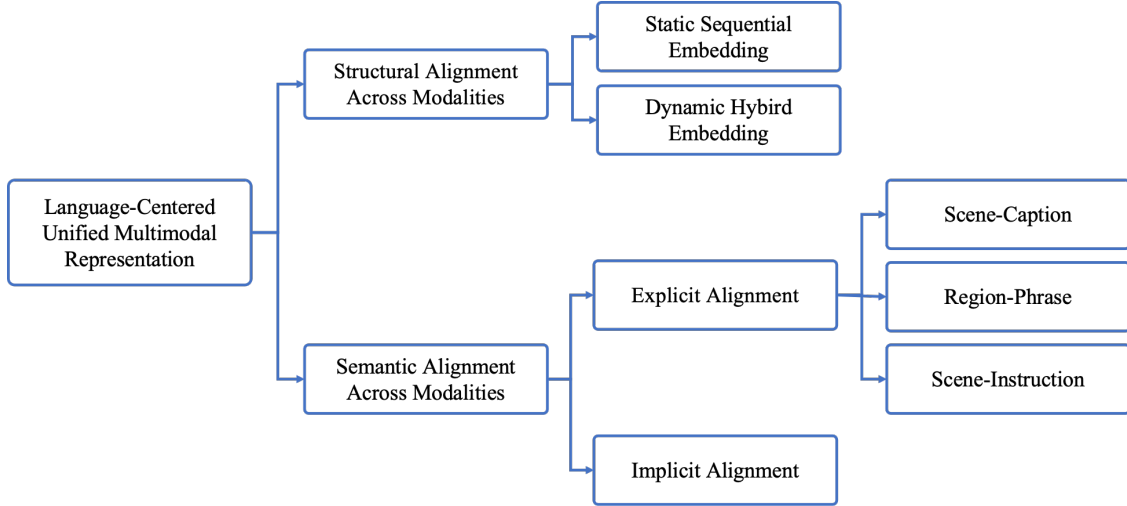 Language-Centered
Unified Multimodal
Representation
Structural Alignment
Across Modalities
Static Sequential
Embedding
Dynamic Hybird
Embedding
Semantic Alignment
Across Modalities
Explicit Alignment
Scene-Caption
Region-Phrase
Scene-Instruction
Implicit Alignment